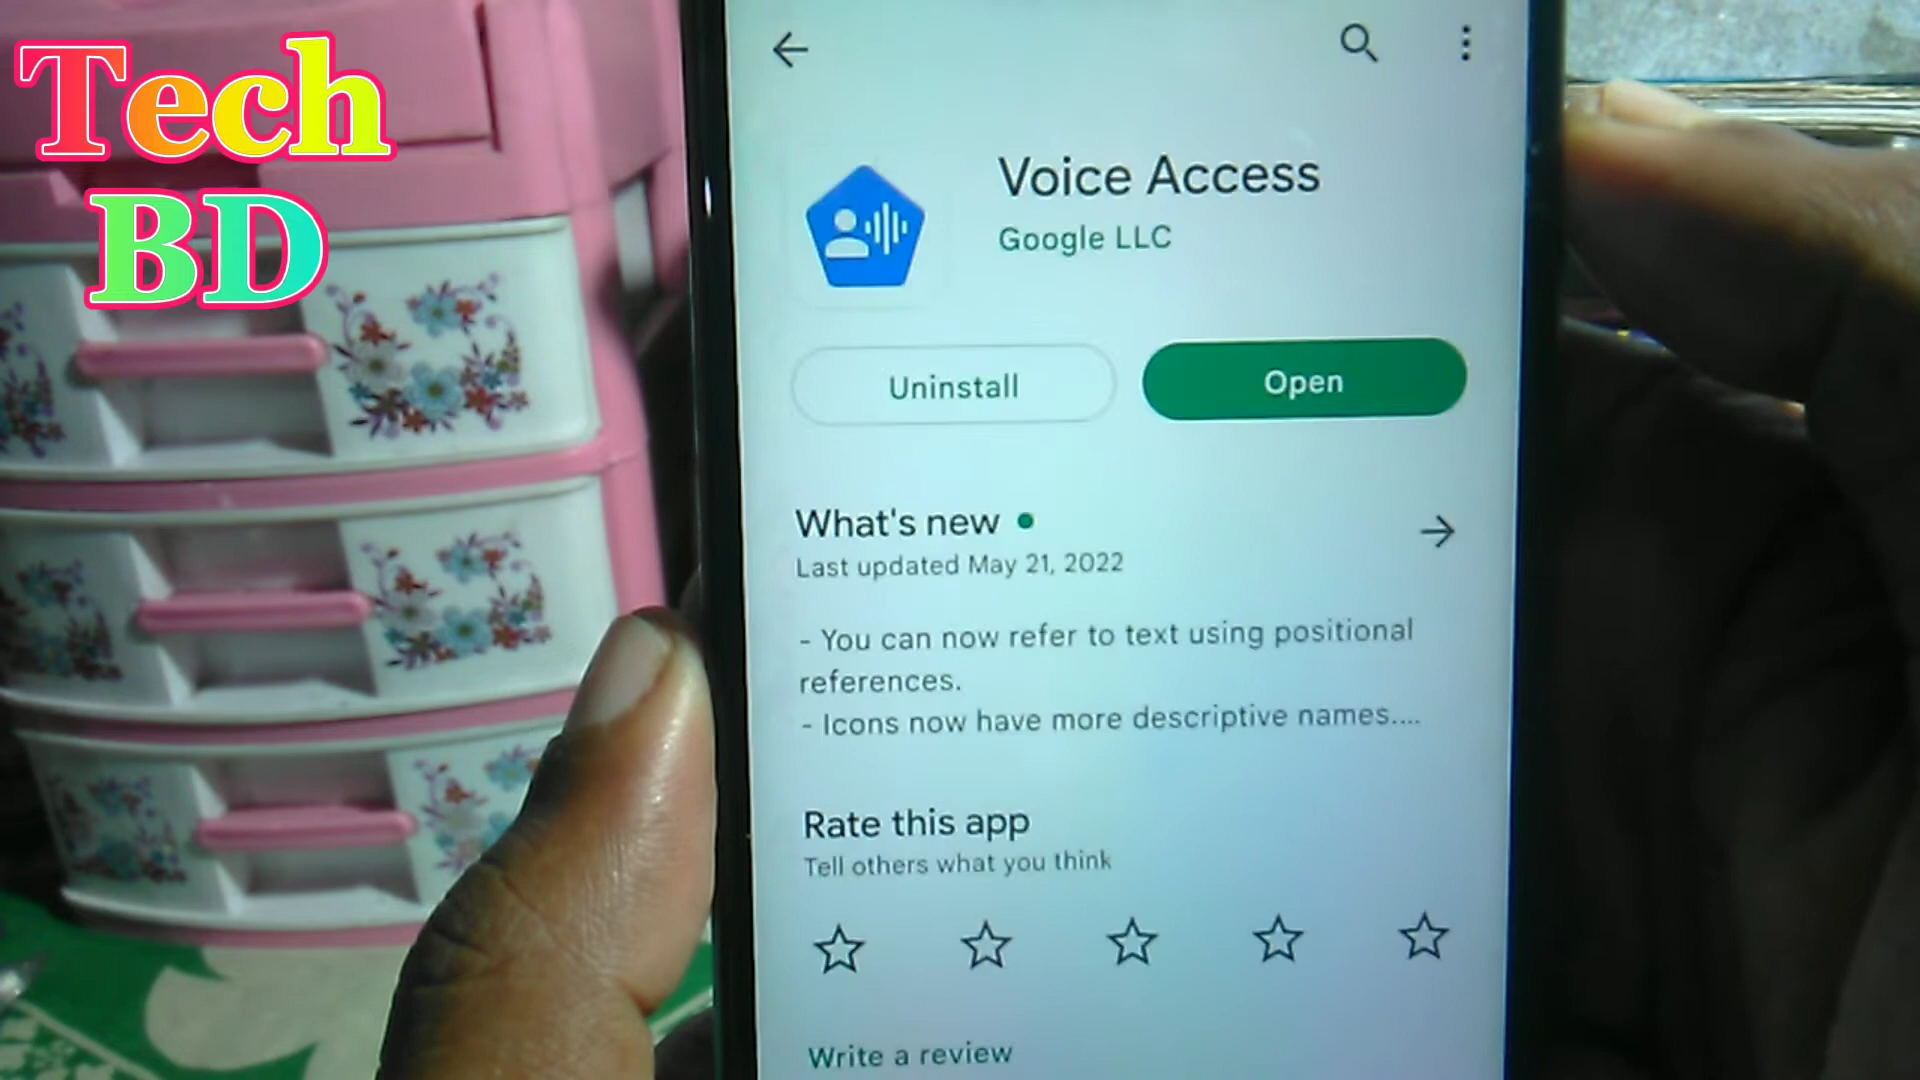 Tech
BD
Voice Access
Google LLC
Uninstall
Open
What's new
Last updated May 21, 2022
- You can now refer to text using positional
references.
- Icons now have more descriptive names....
Rate this app
Tell others what you think
Write a review